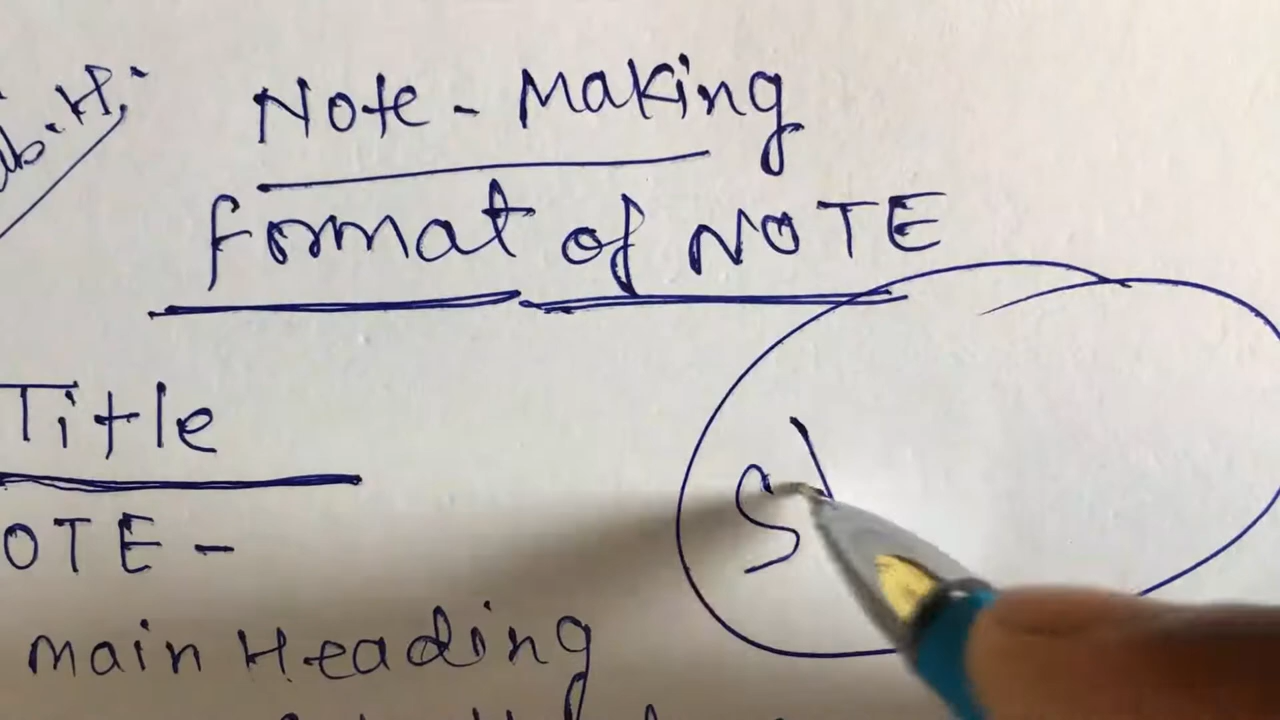 Note - Making
Format of NOTE
Title
OTE -
main Heading